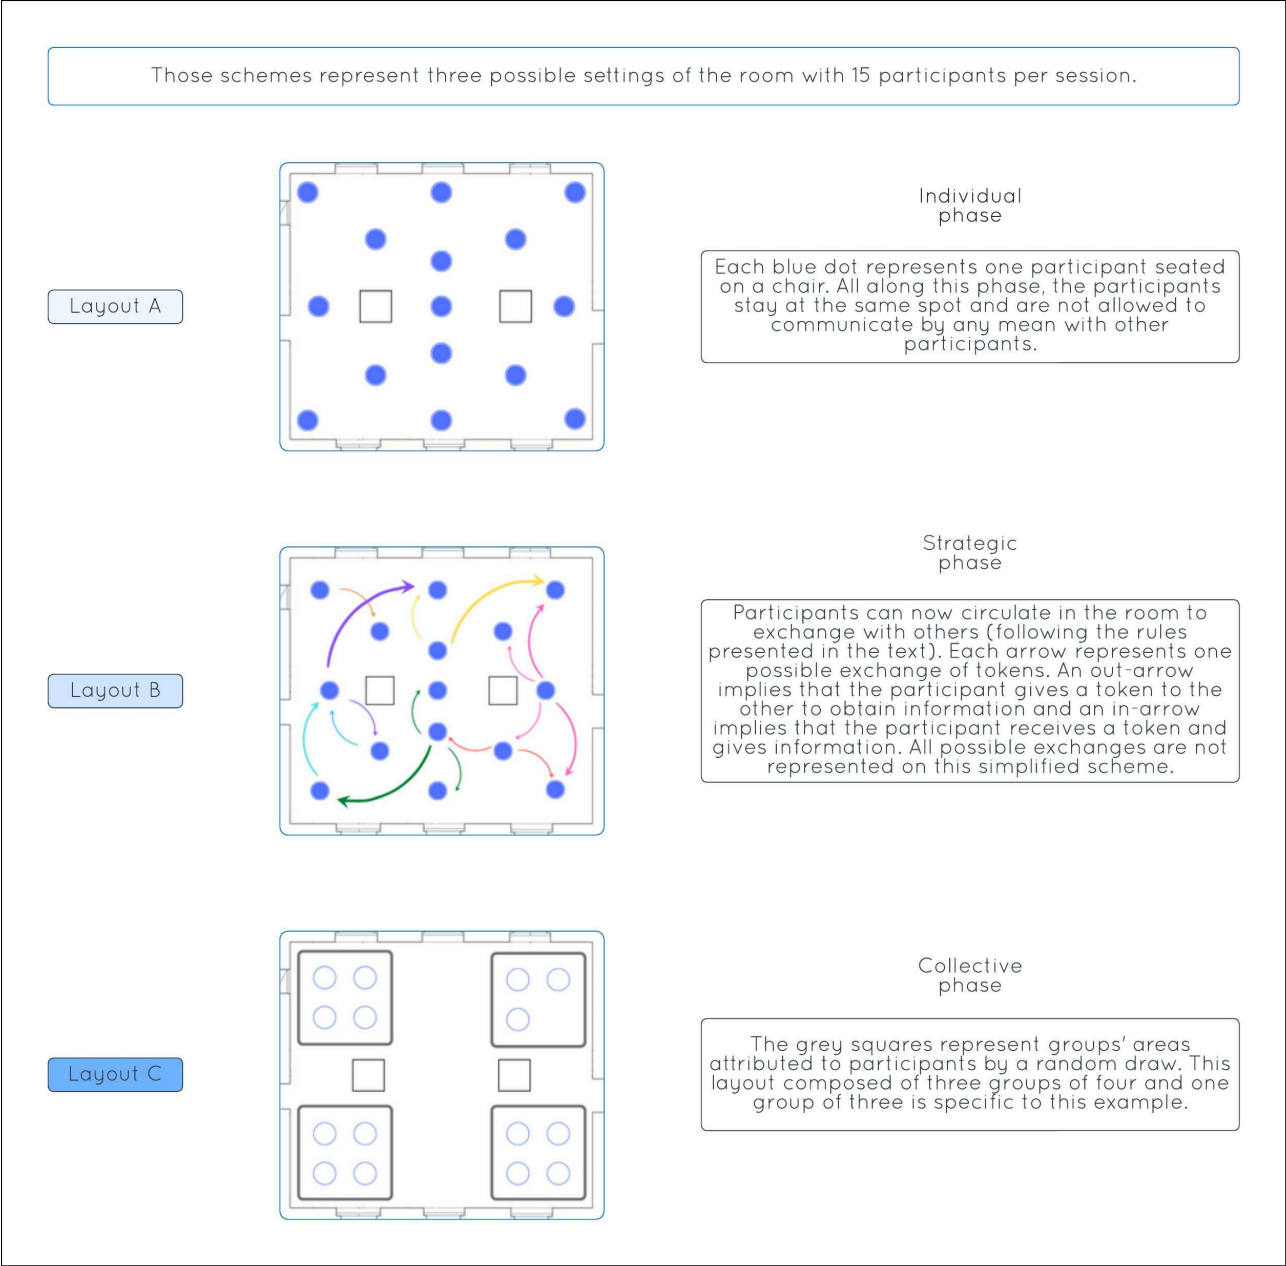 Those schemes represent three possible settings of the room with 15 participants per session.
Layout A
Individual
phase
Each blue dot represents one participant seated
on a chair. All along this phase, the participants
stay at the same spot and are not allowed to
communicate by any mean with other
participants.
Layout B
Strategic
phase
Participants can now circulate in the room to
exchange with others (following the rules
presented in the text). Each arrow represents one
possible exchange of tokens. An out-arrow
implies that the participant gives a token to the
other to obtain information and an in-arrow
implies that the participant receives a token and
gives information. All possible exchanges are not
represented on this simplified scheme.
Layout C
Collective
phase
The grey squares represent groups' areas
attributed to participants by a random draw. This
layout composed of three groups of four and one
group of three is specific to this example.